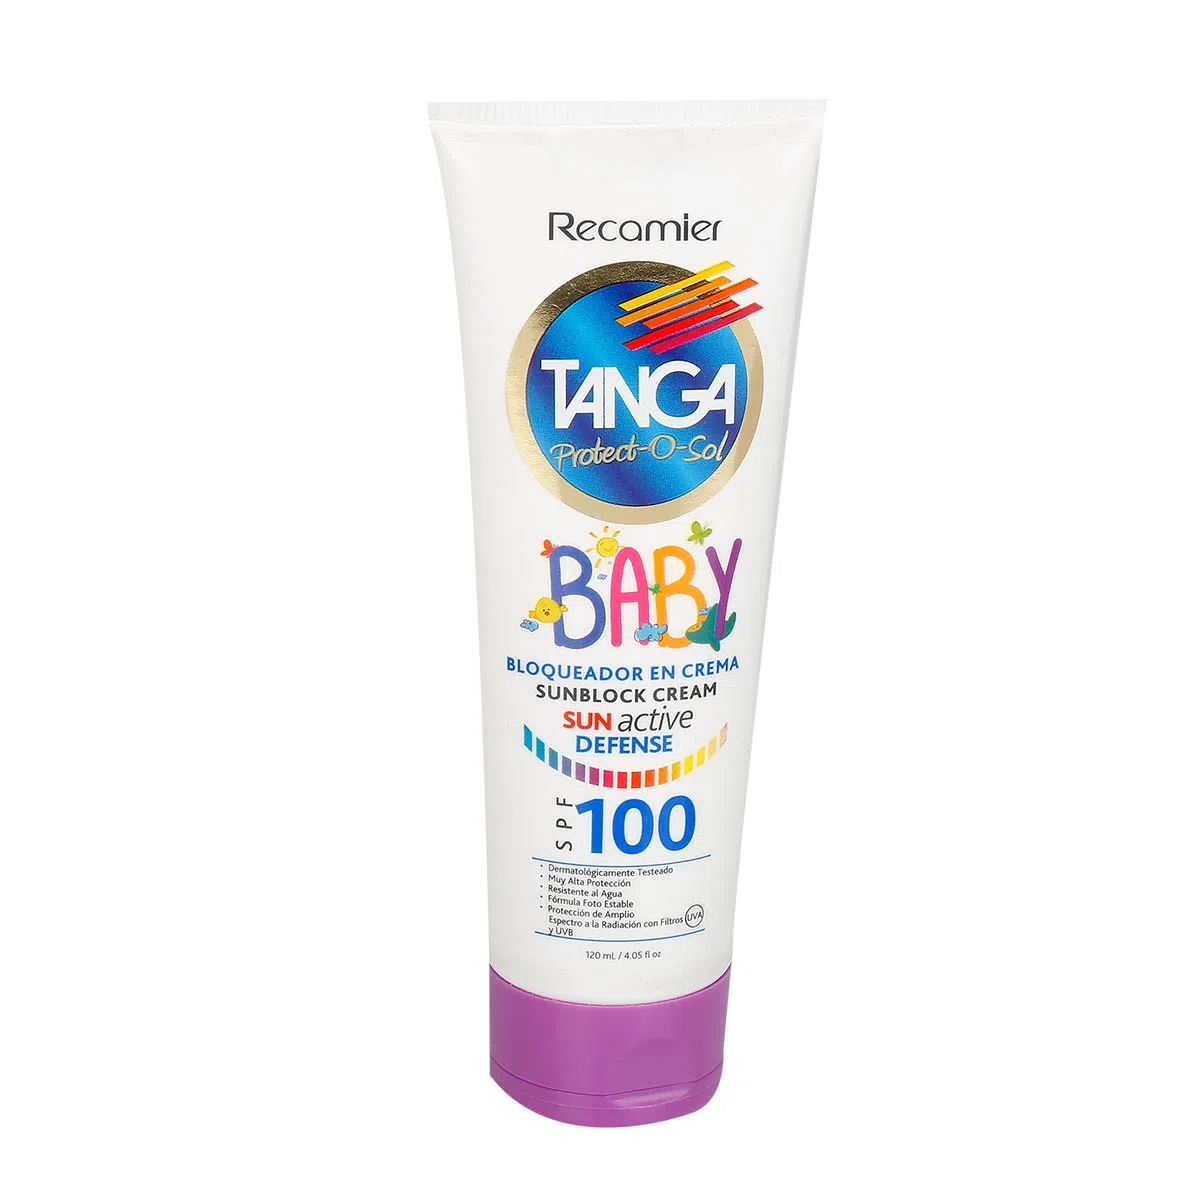 Recamier
TANGA
Protect-O-Sol
BABY
BLOQUEADOR EN CREMA
SUNBLOCK CREAM
SUN active
DEFENSE
SPF 100
• Dermatológicamente Testeado
• Muy Alta Protección
• Resistente al Agua
• Fórmula Foto Estable
• Protección de Amplio
Espectro a la Radiación con Filtros UVA
y UVB
120 mL / 4.05 fl oz